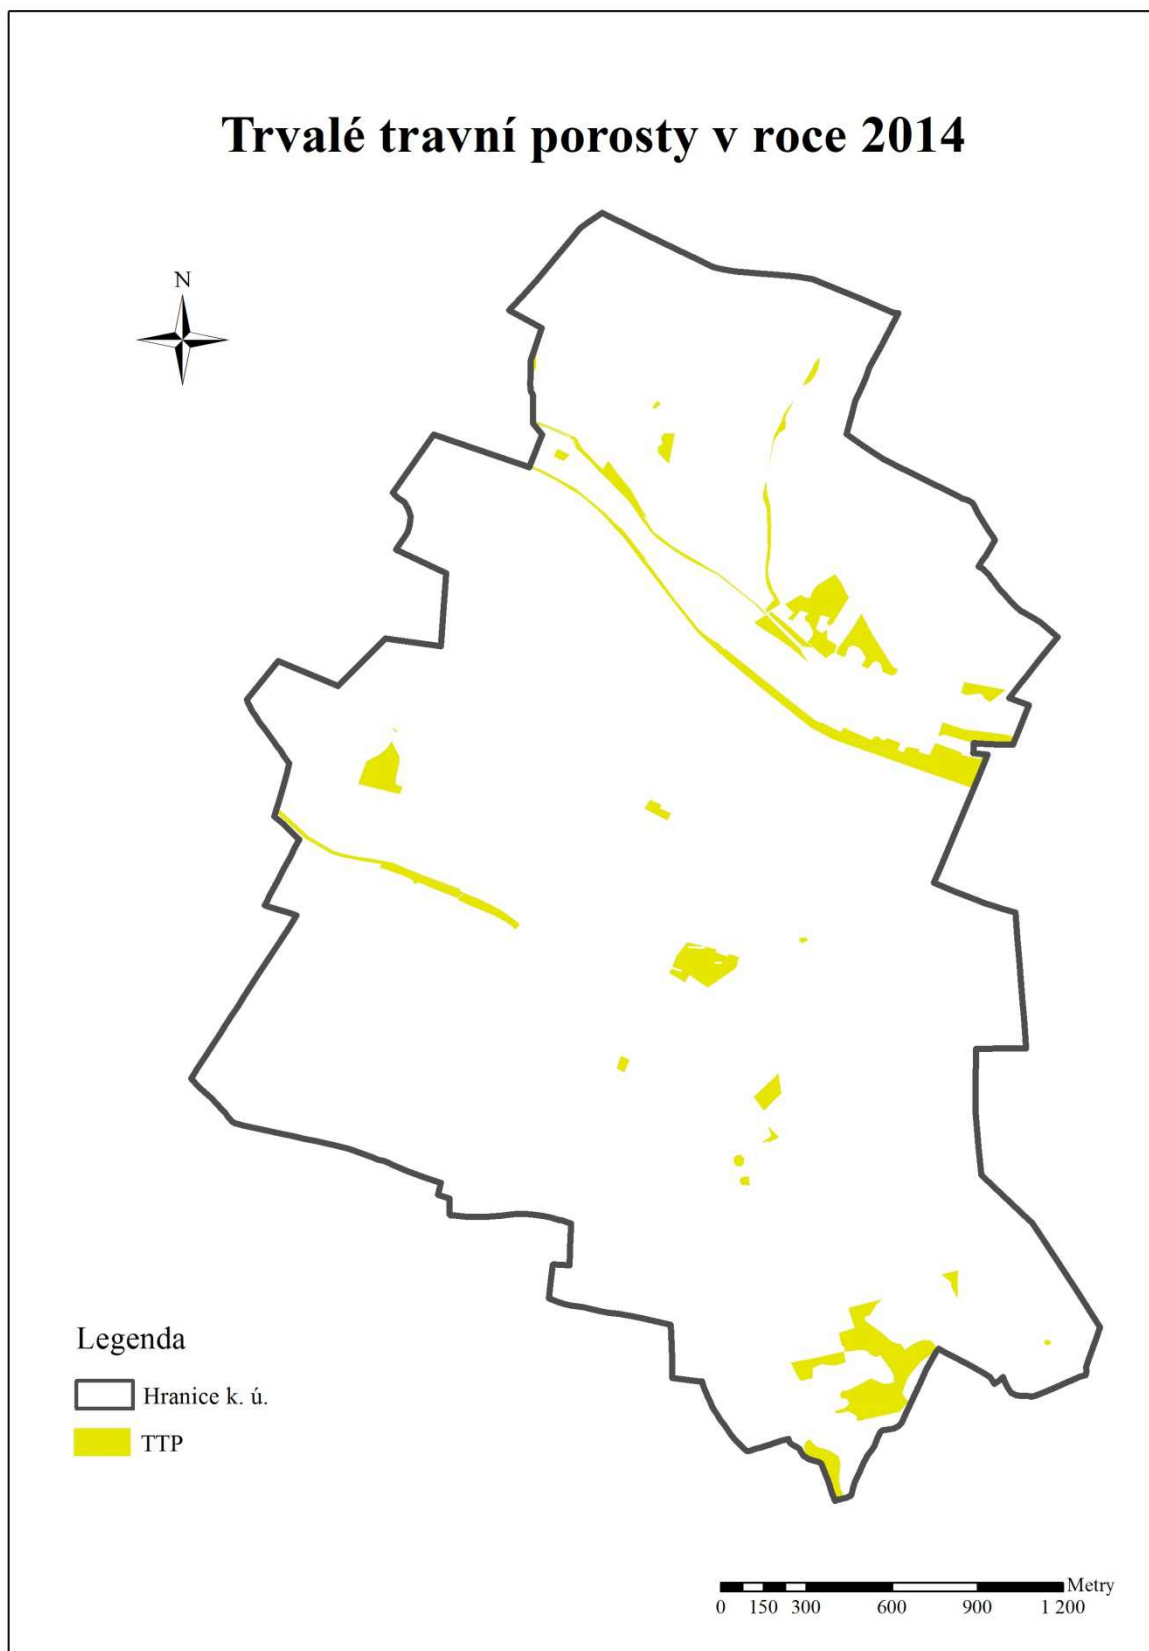 Trvalé travní porosty v roce 2014
N
Legenda
Hranice k. ú.
TTP
Metry
0 150 300 600 900 1 200